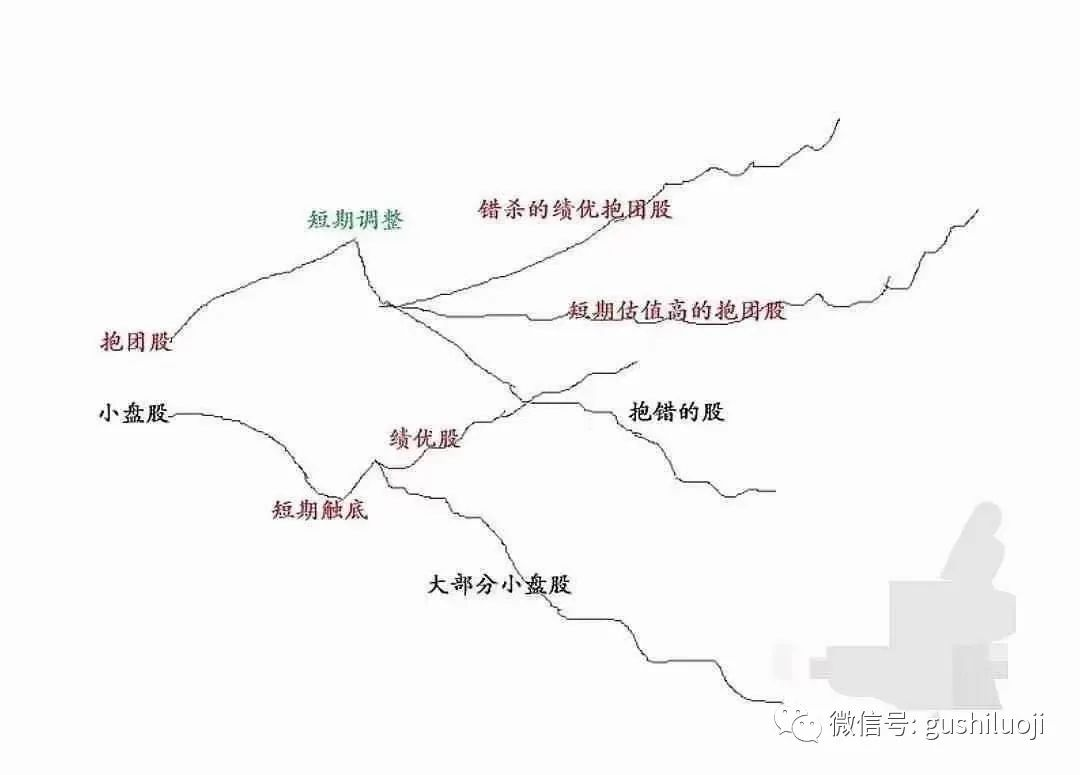 短期调整
错杀的绩优抱团股
短期估值高的抱团股
抱团股
小盘股
抱错的股
绩优股
短期触底
大部分小盘股
微信号: gushiluoji